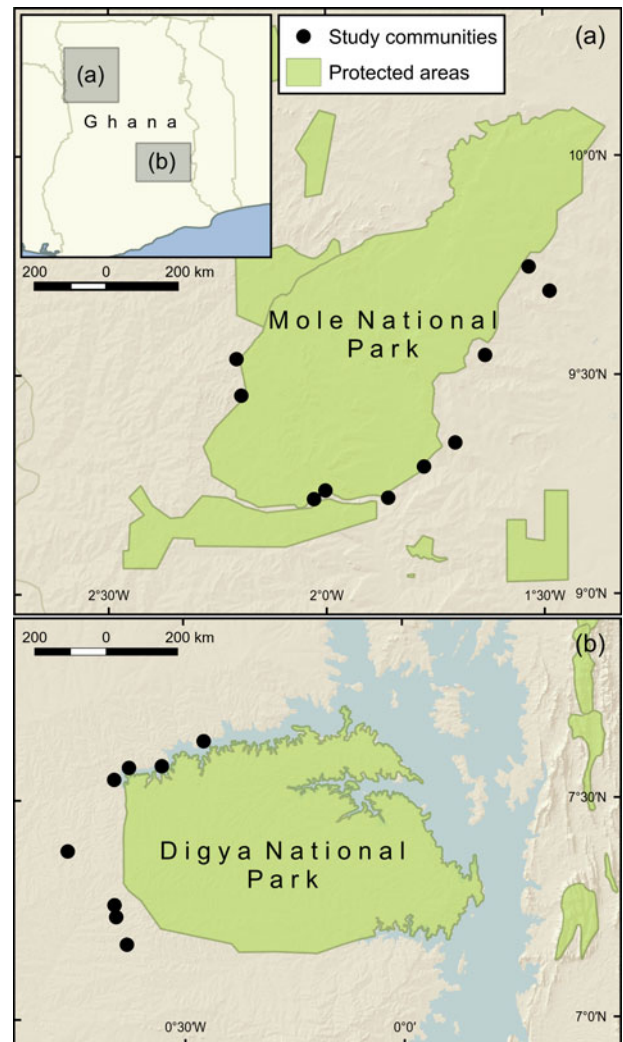 Study communities
Protected areas
(a)
(a)
Ghana
(b)
200 0 200 km
10°0'N
Mole National
Park
9°30'N
2°30'W 2°0'W 1°30'W
9°0'N
200 0 200 km
(b)
7°30'N
Digya National
Park
0°30'W 0°0'
7°0'N